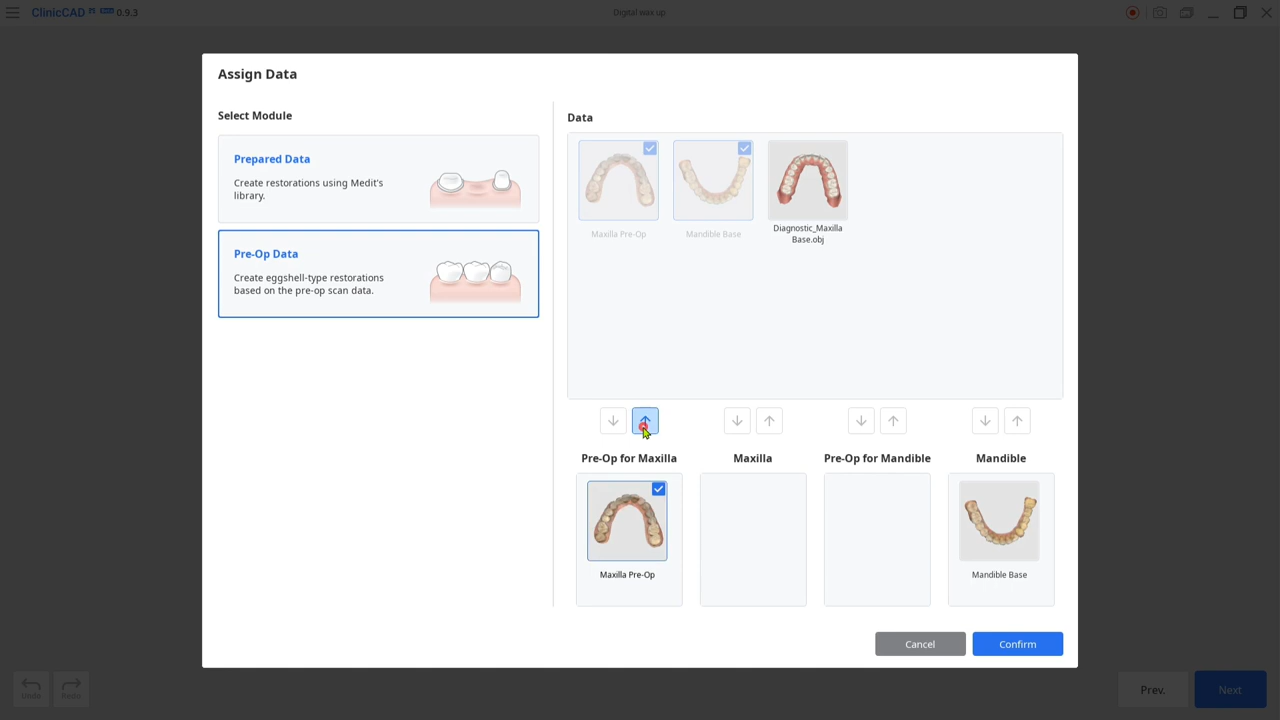 ClinicCAD 0.9.3
Digital wax up
Assign Data
Select Module
Prepared Data
Create restorations using Medit's
library.
Pre-Op Data
Create eggshell-type restorations
based on the pre-op scan data.
Data
Maxilla Pre-Op
Mandible Base
Diagnostic_Maxilla
Base.obj
Pre-Op for Maxilla
Maxilla
Pre-Op for Mandible
Mandible
Maxilla Pre-Op
Mandible Base
Cancel
Confirm
Undo
Redo
Prev.
Next